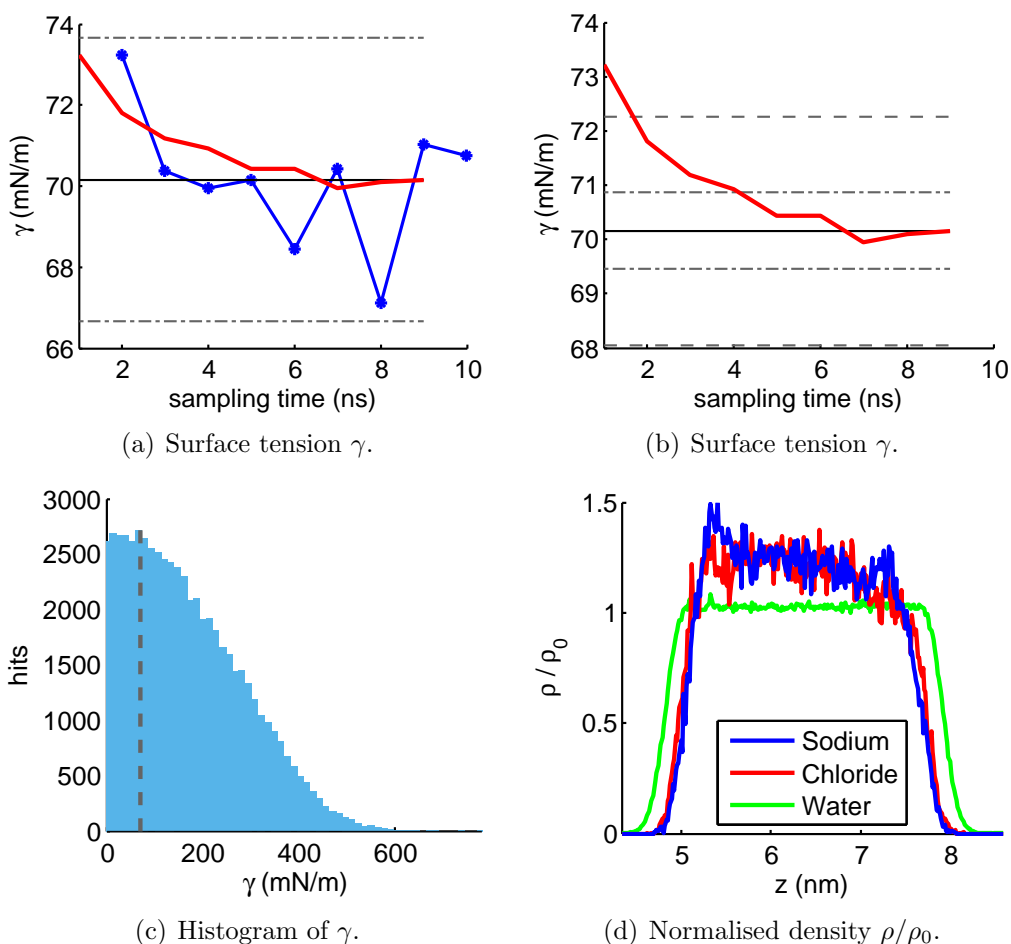 74
72
70
68
66
γ (mN/m)
2 4 6 8 10
sampling time (ns)
(a) Surface tension γ.
74
73
72
71
70
69
68
γ (mN/m)
2 4 6 8 10
sampling time (ns)
(b) Surface tension γ.
3000
2500
2000
1500
1000
500
0
hits
0 200 400 600
γ (mN/m)
(c) Histogram of γ.
1.5
1
0.5
0
ρ / ρ0
Sodium
Chloride
Water
5 6 7 8
z (nm)
(d) Normalised density ρ/ρ0.